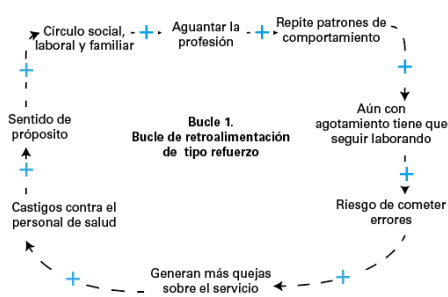 Círculo social,
laboral y familiar
+
Aguantar la
profesión
+
Repite patrones de
comportamiento
+
Aún con
agotamiento tiene que
seguir laborando
+
Riesgo de cometer
errores
+
Generan más quejas
sobre el servicio
+
Castigos contra el
personal de salud
+
Sentido de
própósito
+
Bucle 1.
Bucle de retroalimentación
de tipo refuerzo